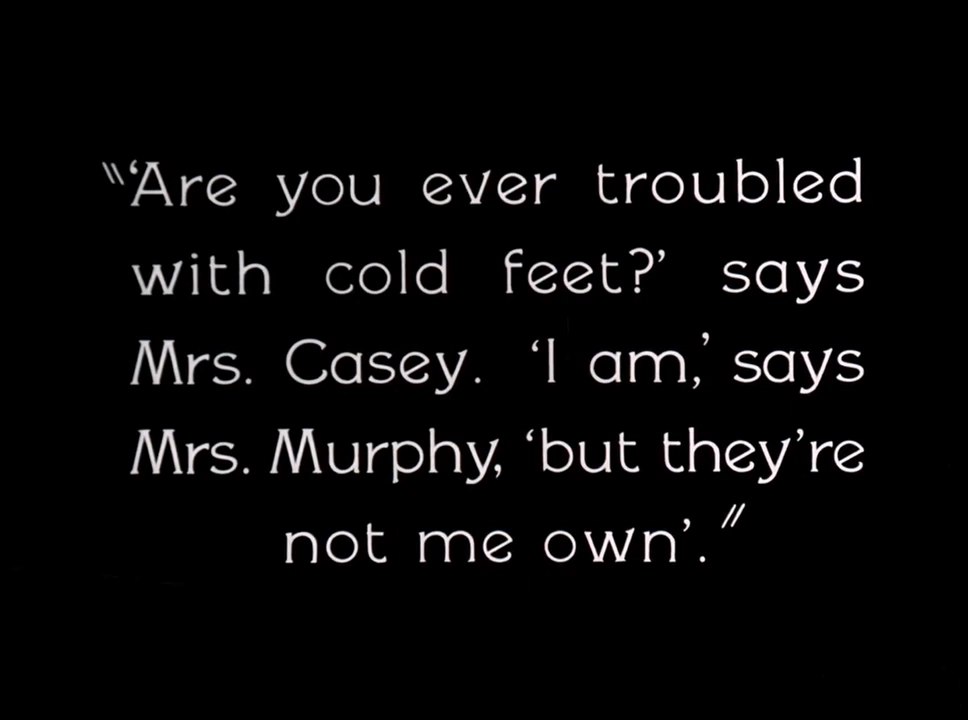 "‘Are you ever troubled
with cold feet?’ says
Mrs. Casey. ‘I am,’ says
Mrs. Murphy, ‘but they’re
not me own’."